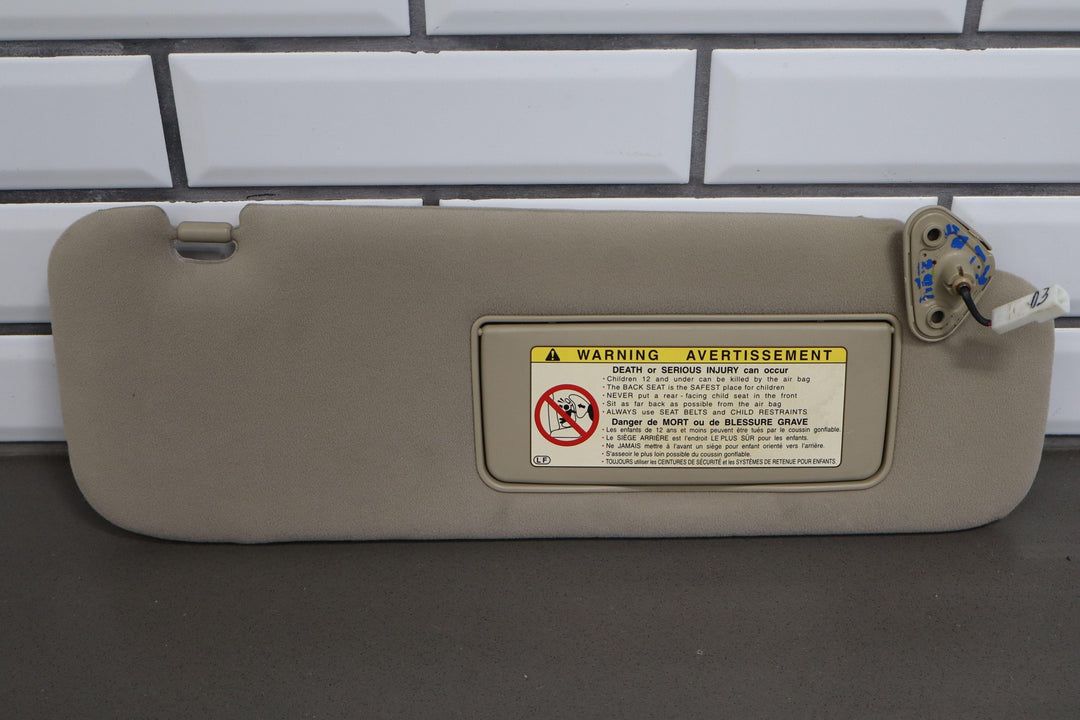 WARNING AVERTISSEMENT
DEATH or SERIOUS INJURY can occur
· Children 12 and under can be killed by the air bag
· The BACK SEAT is the SAFEST place for children
· NEVER put a rear - facing child seat in the front
· Sit as far back as possible from the air bag
· ALWAYS use SEAT BELTS and CHILD RESTRAINTS
Danger de MORT ou de BLESSURE GRAVE
· Les enfants de 12 ans et moins peuvent être tués par le coussin gonflable.
· Le SIÈGE ARRIÈRE est l'endroit LE PLUS SÛR pour les enfants.
· Ne JAMAIS mettre à l'avant un siège pour enfant orienté vers l'arrière.
· S'asseoir le plus loin possible du coussin gonflable.
· TOUJOURS utiliser les CEINTURES DE SÉCURITÉ et les SYSTÈMES DE RETENUE POUR ENFANTS.
LF
03